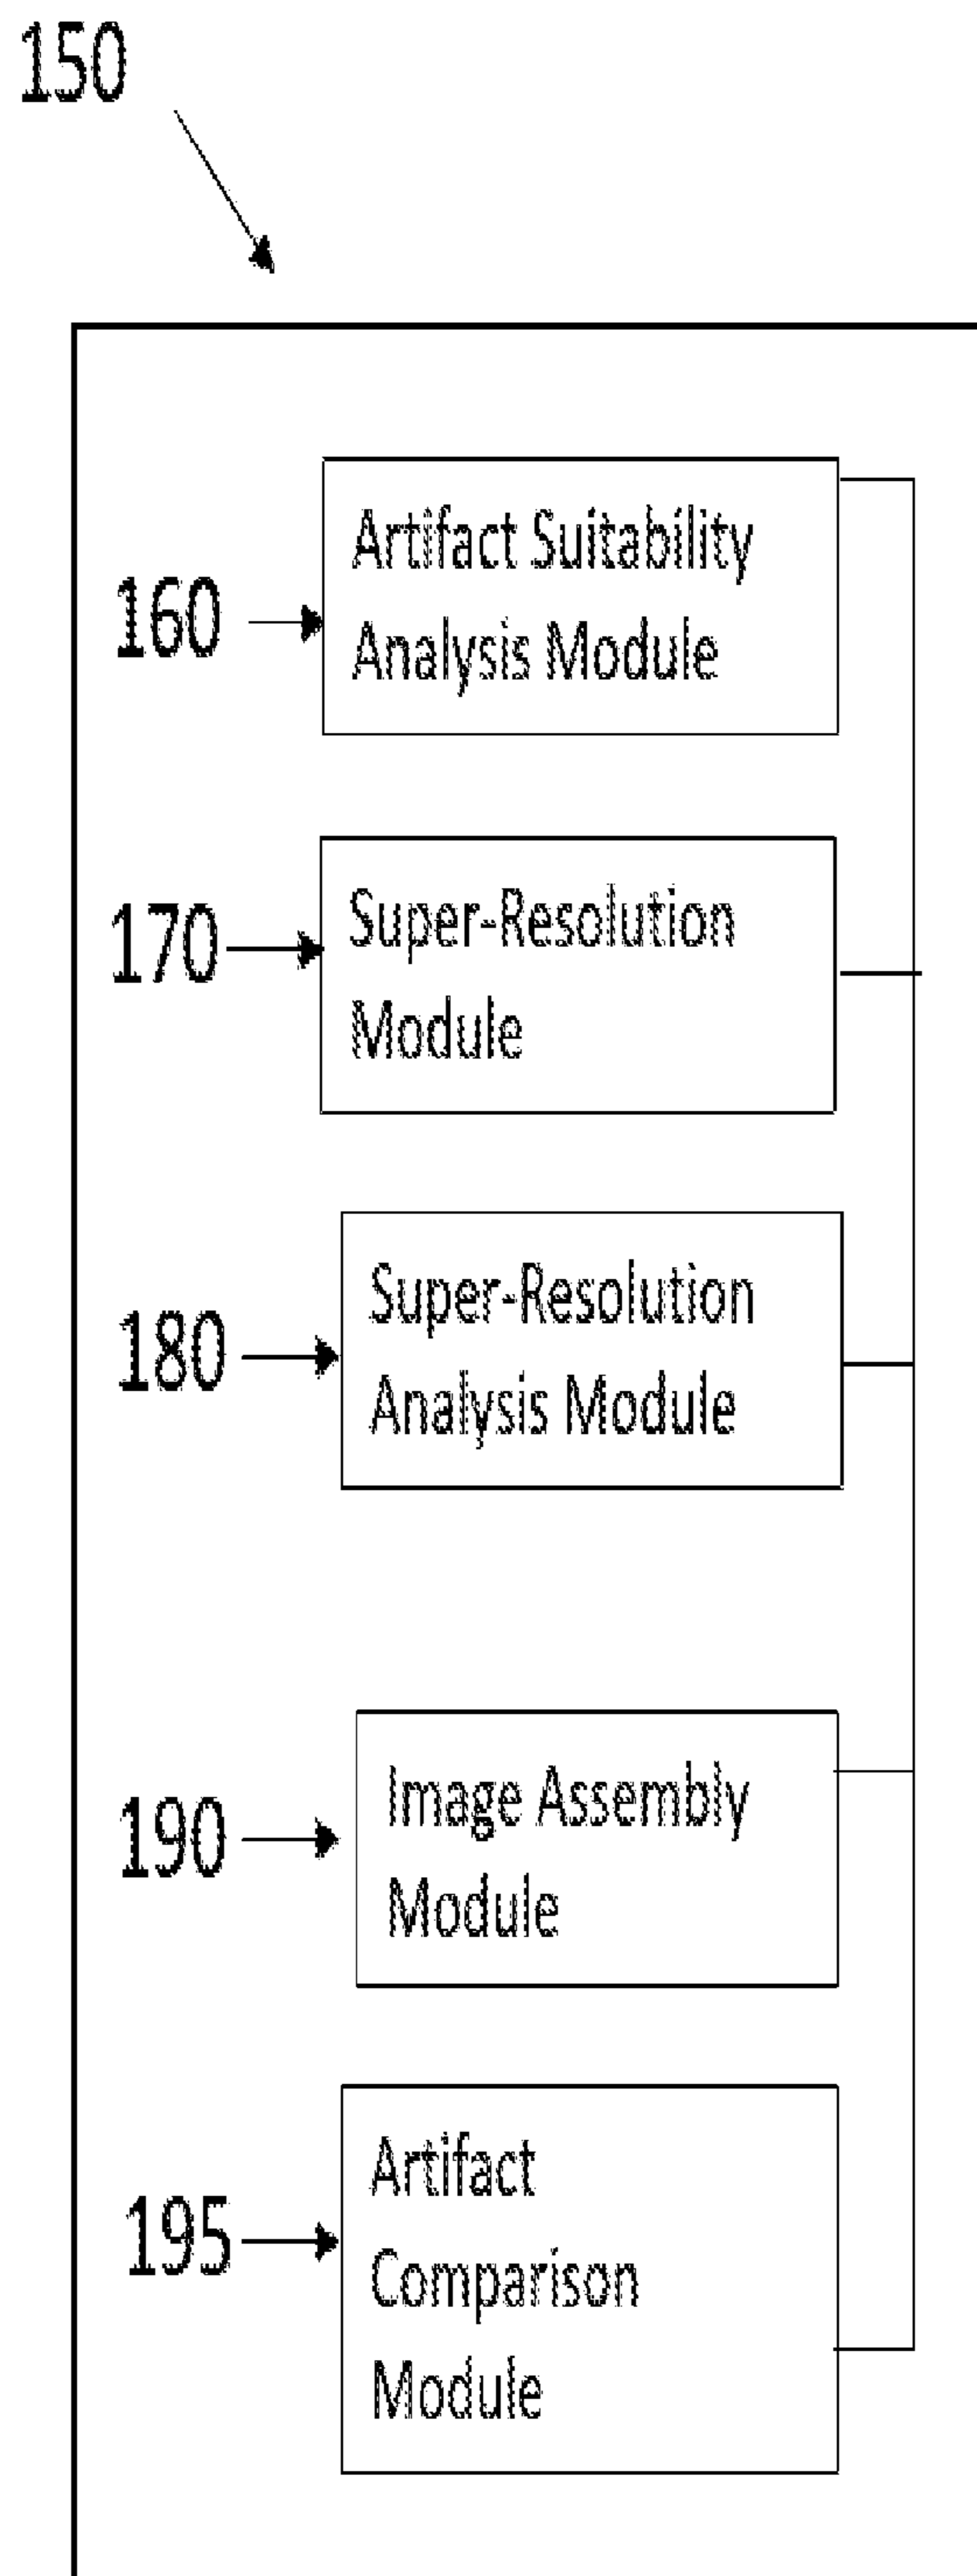 150
160
Artifact Suitability
Analysis Module
170
Super-Resolution
Module
180
Super-Resolution
Analysis Module
190
Image Assembly
Module
195
Artifact
Comparison
Module